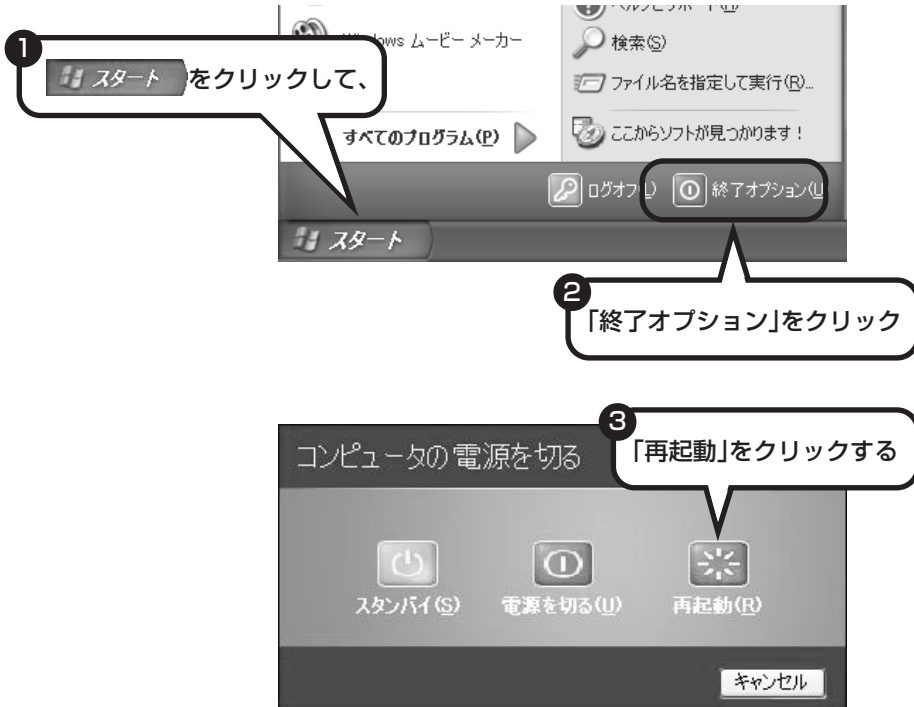 検索(S)
ムービー メーカー
1
スタート をクリックして、
ファイル名を指定して実行(R)...
すべてのプログラム(P)
ここからソフトが見つかります!
終了オプション(U
スタート
2
「終了オプション」をクリック
3
「再起動」をクリックする
コンピュータの電源を切る
スタンバイ(S)
電源を切る(U)
再起動(R)
キャンセル